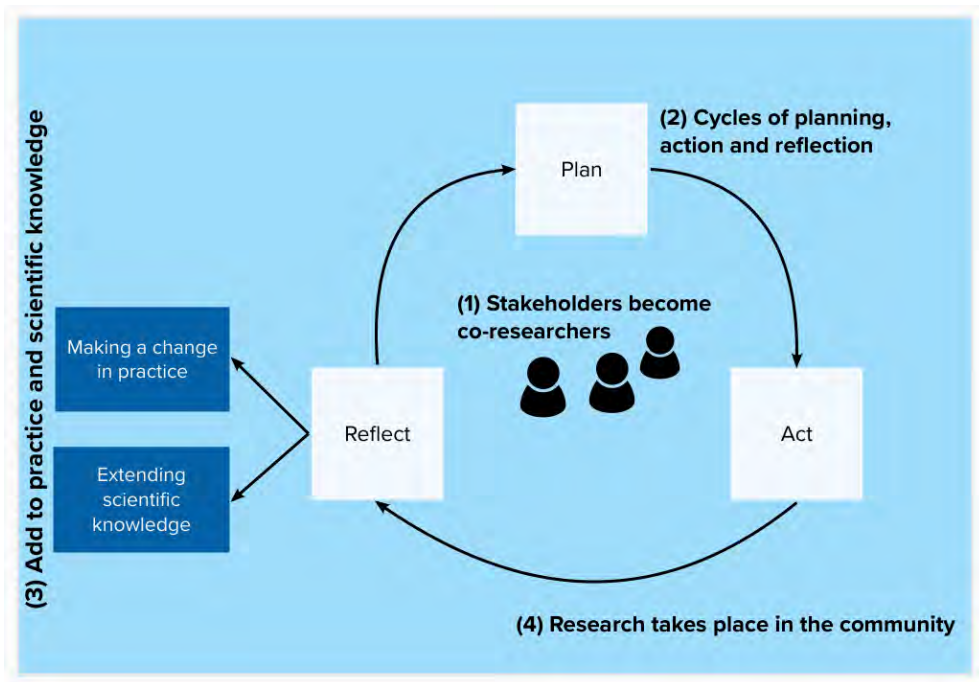 (3) Add to practice and scientific knowledge
(2) Cycles of planning,
action and reflection
Plan
(1) Stakeholders become
co-researchers
Making a change
in practice
Reflect
Act
Extending
scientific
knowledge
(4) Research takes place in the community